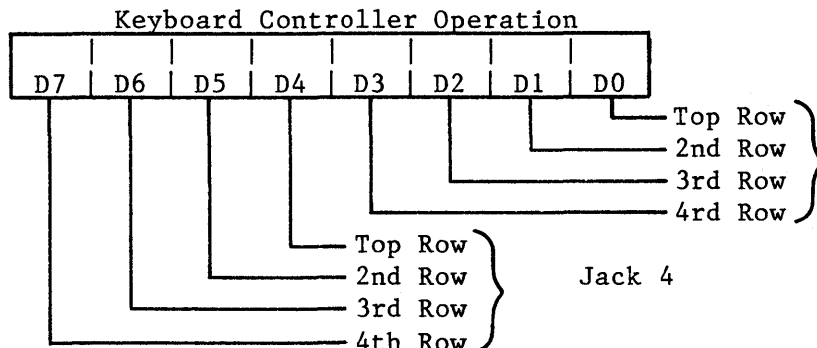 Keyboard Controller Operation
D7 D6 D5 D4 D3 D2 D1 D0
Top Row
2nd Row
3rd Row
4rd Row
Top Row
2nd Row
3rd Row
4th Row
Jack 4